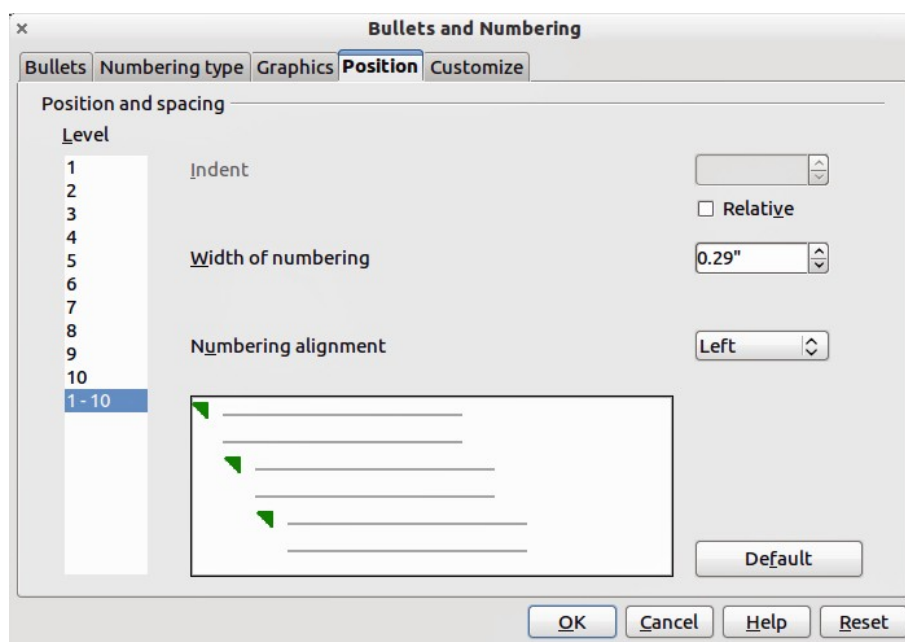 Bullets and Numbering
Bullets Numbering type Graphics Position Customize
Position and spacing
Level
1
2
3
4
5
6
7
8
9
10
1 - 10
Indent
Relative
Width of numbering 0.29"
Numbering alignment Left
Default
OK Cancel Help Reset